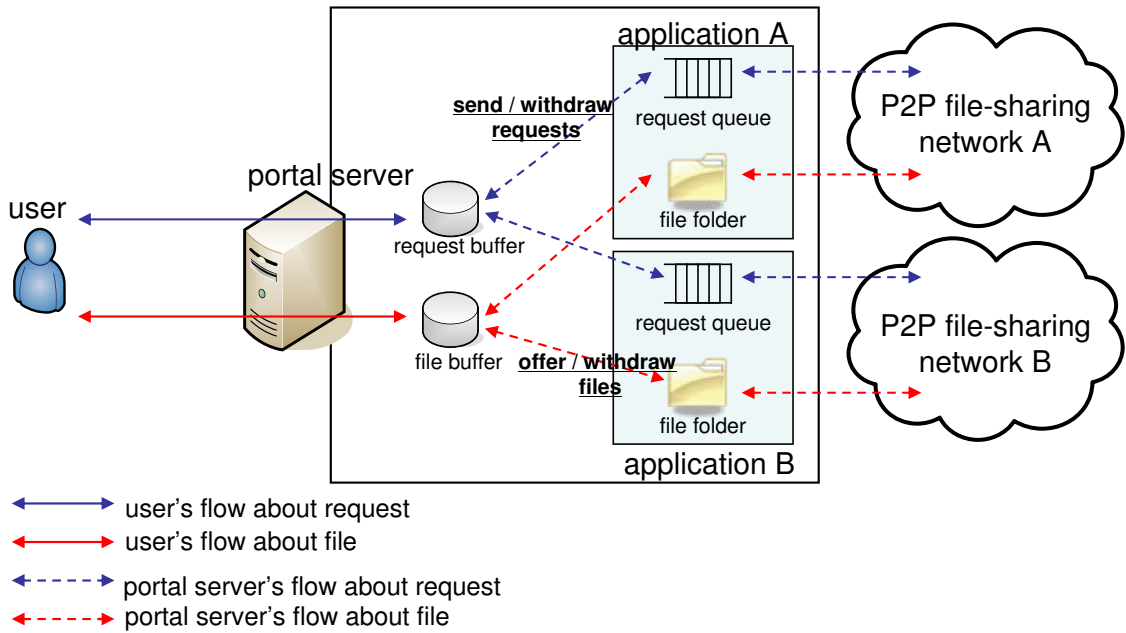 application A
send / withdraw
requests
request queue
P2P file-sharing
network A
portal server
user
file folder
request buffer
request queue
P2P file-sharing
network B
file buffer
offer / withdraw
files
file folder
application B
user's flow about request
user's flow about file
portal server's flow about request
portal server's flow about file